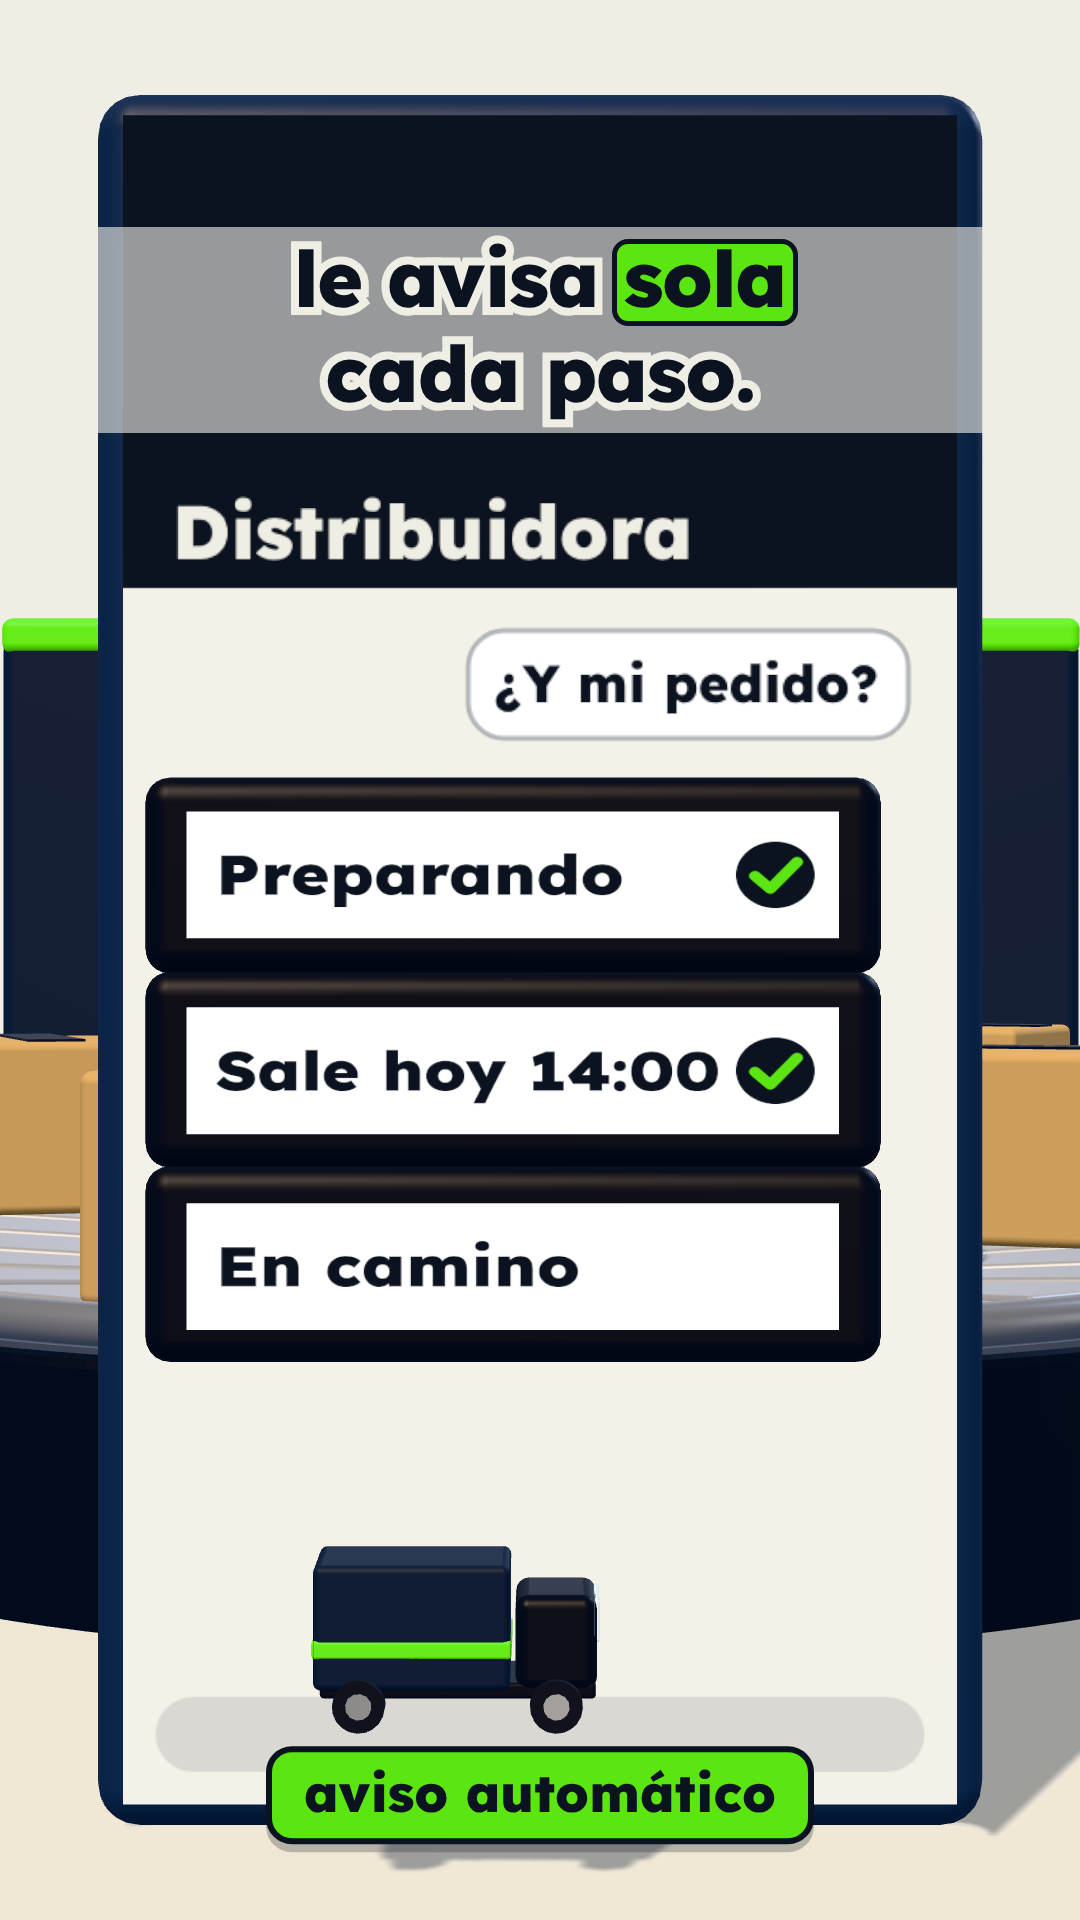 le avisa sola
cada paso.
Distribuidora
¿Y mi pedido?
Preparando
Sale hoy 14:00
En camino
aviso automático